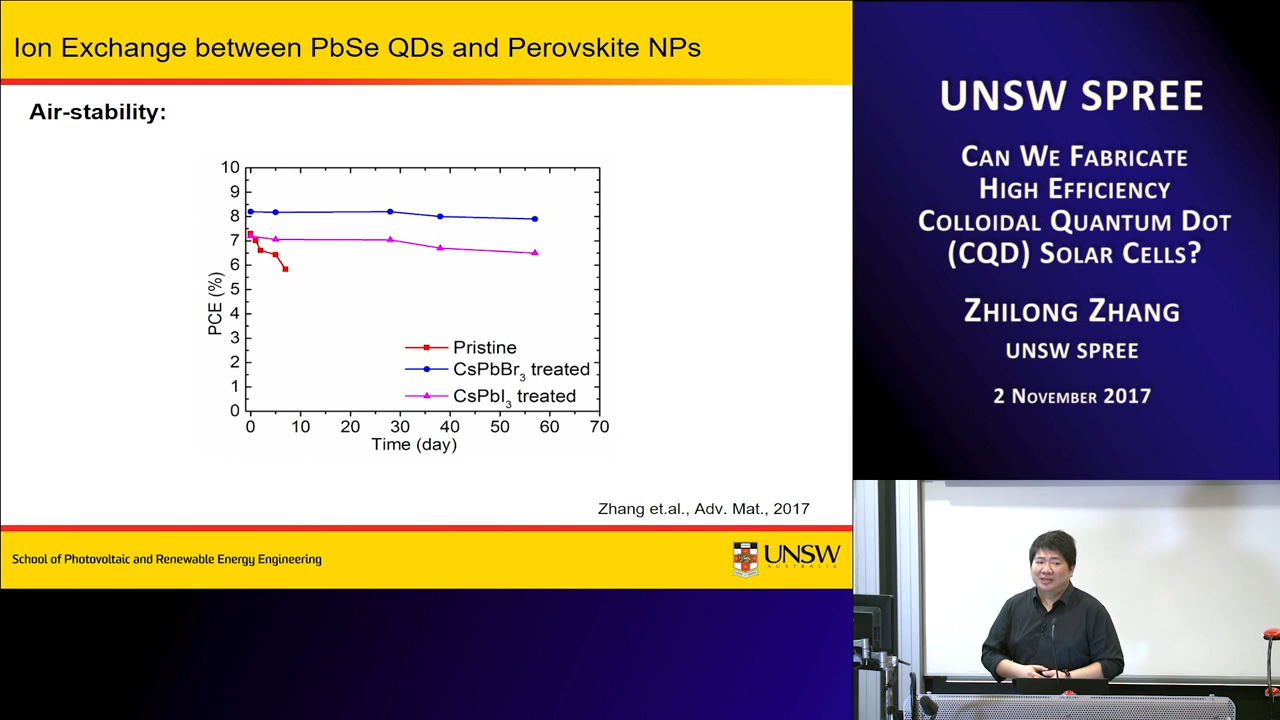 Ion Exchange between PbSe QDs and Perovskite NPs
Air-stability:
10
9
8
7
6
5
4
3
2
1
0
PCE (%)
Pristine
CsPbBr3 treated
CsPbI3 treated
0 10 20 30 40 50 60 70
Time (day)
Zhang et.al., Adv. Mat., 2017
School of Photovoltaic and Renewable Energy Engineering
UNSW
AUSTRALIA
UNSW SPREE
CAN WE FABRICATE
HIGH EFFICIENCY
COLLOIDAL QUANTUM DOT
(CQD) SOLAR CELLS?
ZHILONG ZHANG
UNSW SPREE
2 NOVEMBER 2017